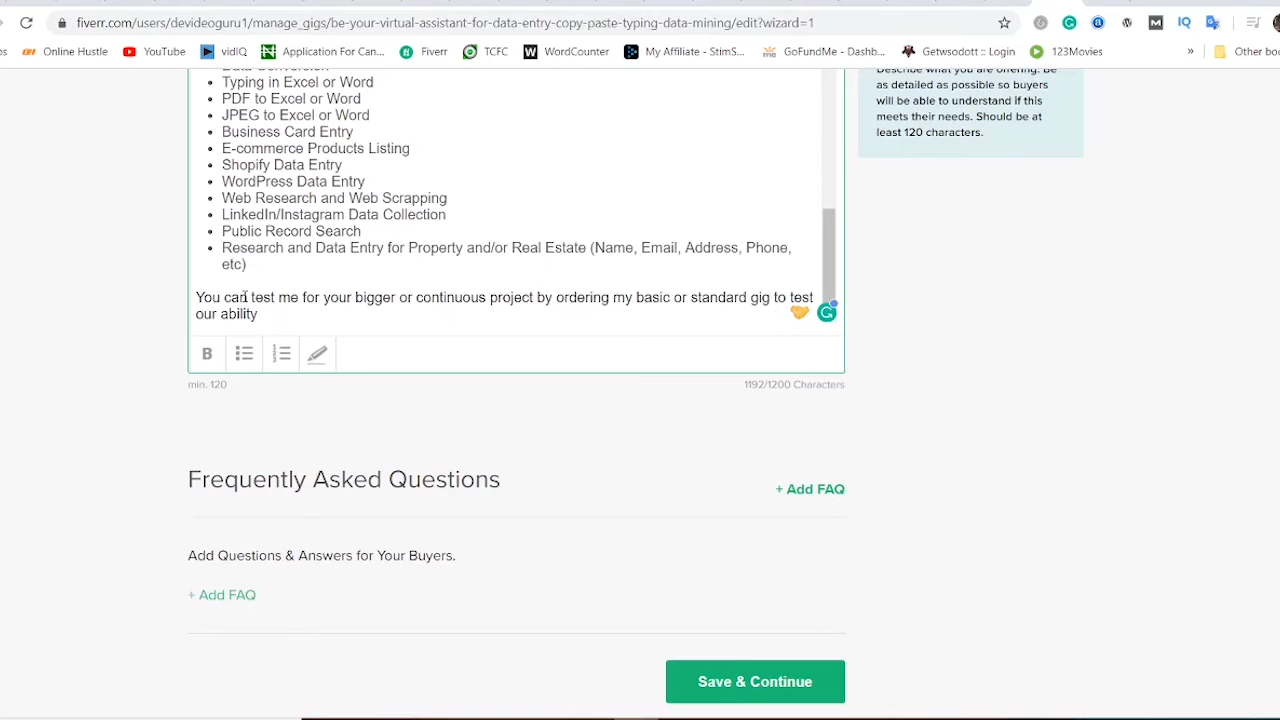 fiverr.com/users/devideoguru1/manage_gigs/be-your-virtual-assistant-for-data-entry-copy-paste-typing-data-mining/edit?wizard=1
Online Hustle YouTube vidIQ Application For Can... Fiverr TCFC WordCounter My Affiliate - StimS... GoFundMe - Dashb... Getwsodott :: Login 123Movies » Other boo
Data Conversion
Typing in Excel or Word
PDF to Excel or Word
JPEG to Excel or Word
Business Card Entry
E-commerce Products Listing
Shopify Data Entry
WordPress Data Entry
Web Research and Web Scrapping
LinkedIn/Instagram Data Collection
Public Record Search
Research and Data Entry for Property and/or Real Estate (Name, Email, Address, Phone,
etc)
You can test me for your bigger or continuous project by ordering my basic or standard gig to test
our ability
B
min. 120
1192/1200 Characters
Describe what you are offering. Be
as detailed as possible so buyers
will be able to understand if this
meets their needs. Should be at
least 120 characters.
Frequently Asked Questions
+ Add FAQ
Add Questions & Answers for Your Buyers.
+ Add FAQ
Save & Continue